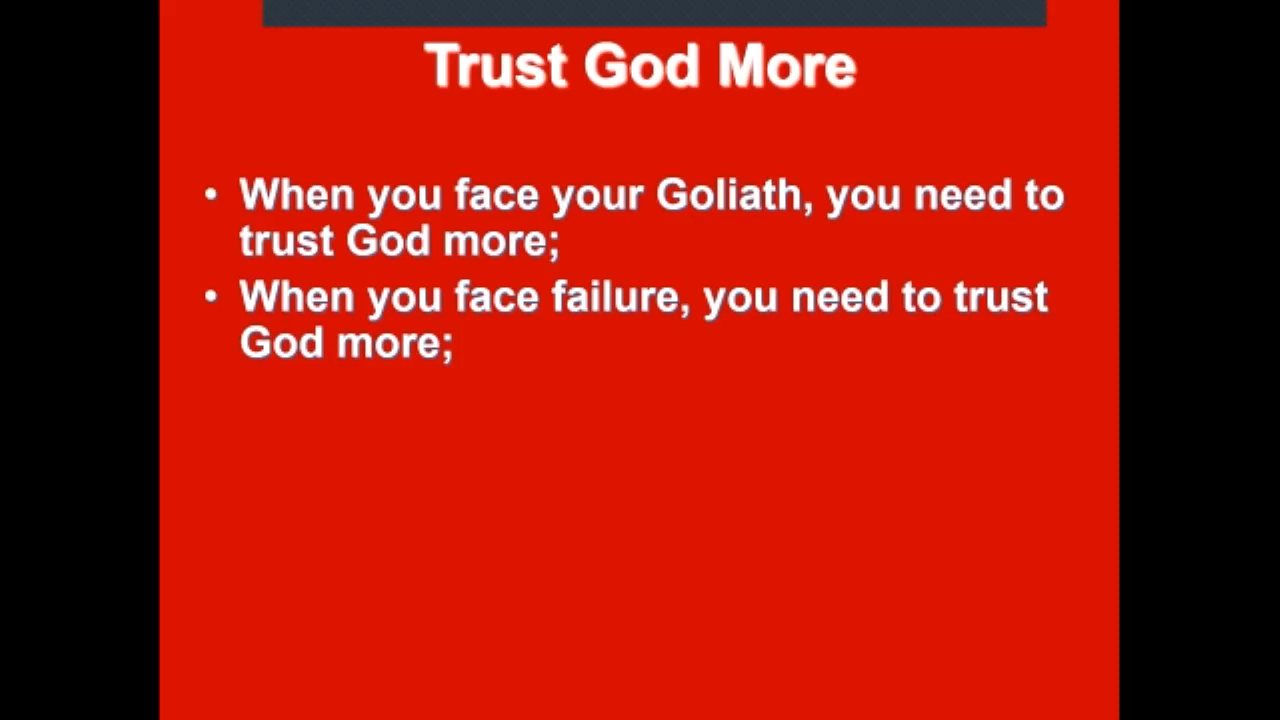 Trust God More
• When you face your Goliath, you need to
trust God more;
• When you face failure, you need to trust
God more;